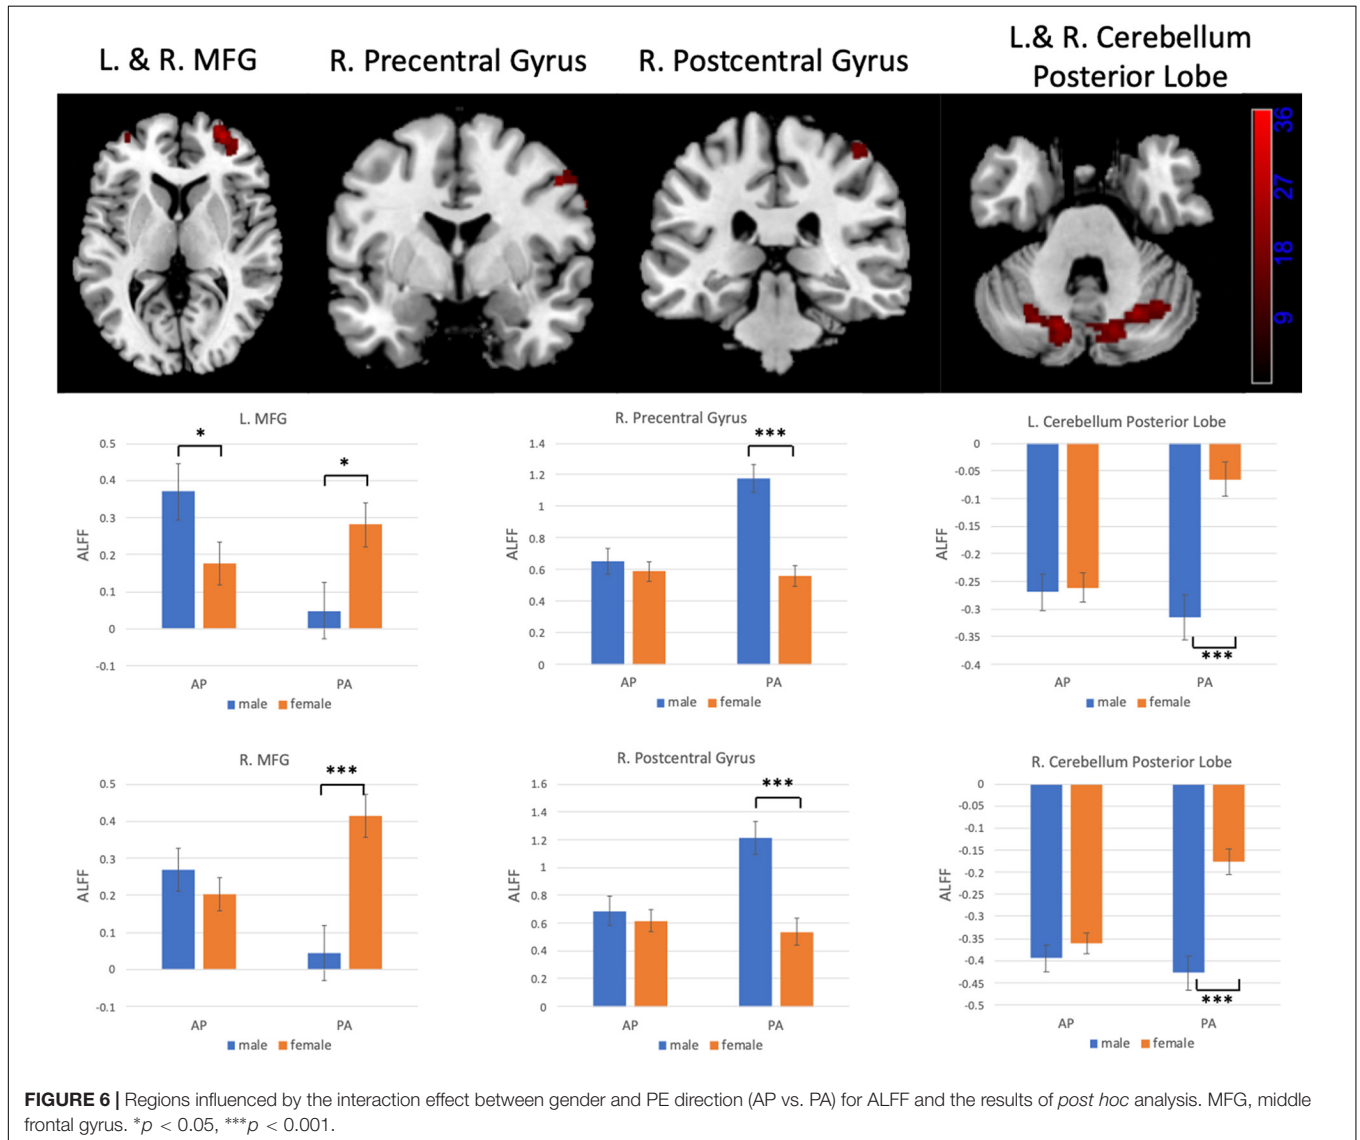 L. & R. MFG
R. Precentral Gyrus
R. Postcentral Gyrus
L.& R. Cerebellum
Posterior Lobe
36
27
18
9
L. MFG
*
*
0.5
0.4
0.3
0.2
0.1
0
-0.1
ALFF
AP
PA
male
female
R. Precentral Gyrus
***
1.4
1.2
1
0.8
0.6
0.4
0.2
0
ALFF
AP
PA
male
female
L. Cerebellum Posterior Lobe
0
-0.05
-0.1
-0.15
-0.2
-0.25
-0.3
-0.35
-0.4
ALFF
***
AP
PA
male
female
R. MFG
***
0.5
0.4
0.3
0.2
0.1
0
-0.1
ALFF
AP
PA
male
female
R. Postcentral Gyrus
***
1.6
1.4
1.2
1
0.8
0.6
0.4
0.2
0
ALFF
AP
PA
male
female
R. Cerebellum Posterior Lobe
0
-0.05
-0.1
-0.15
-0.2
-0.25
-0.3
-0.35
-0.4
-0.45
-0.5
ALFF
***
AP
PA
male
female
FIGURE 6 | Regions influenced by the interaction effect between gender and PE direction (AP vs. PA) for ALFF and the results of post hoc analysis. MFG, middle
frontal gyrus. *p < 0.05, ***p < 0.001.